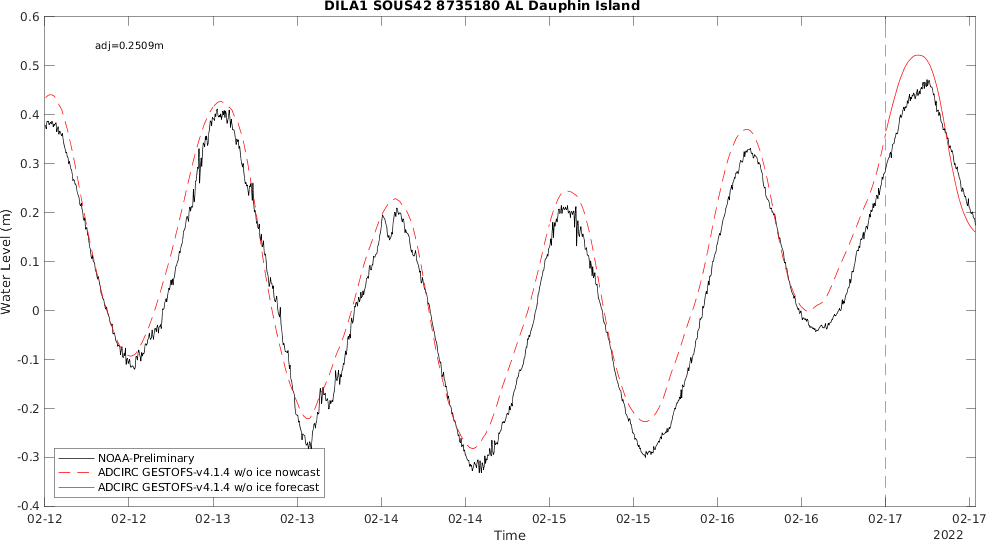 DILA1 SOUS42 8735180 AL Dauphin Island
adj=0.2509m
0.6
0.5
0.4
0.3
0.2
0.1
0
-0.1
-0.2
-0.3
-0.4
Water Level (m)
NOAA-Preliminary
ADCIRC GESTOFS-v4.1.4 w/o ice nowcast
ADCIRC GESTOFS-v4.1.4 w/o ice forecast
02-12 02-12 02-13 02-13 02-14 02-14 02-15 02-15 02-16 02-16 02-17 02-17
Time
2022